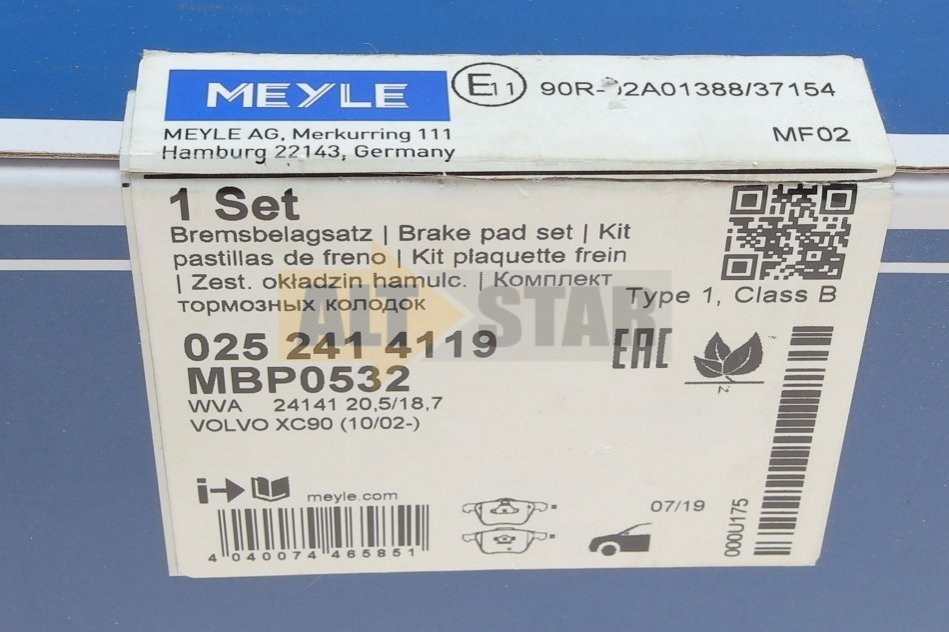 MEYLE
E11
90R- 02A01388/37154
MEYLE AG, Merkurring 111
Hamburg 22143, Germany
MF02
1 Set
Bremsbelagsatz | Brake pad set | Kit
pastillas de freno | Kit plaquette frein
| Zest. okładzin hamulc. | Комплект
тормозных колодок
Type 1, Class B
ALT STAR
025 241 4119
MBP0532
EAC
WVA 24141 20,5/18,7
VOLVO XC90 (10/02-)
i
meyle.com
07/19
000U175
4 040074 465851